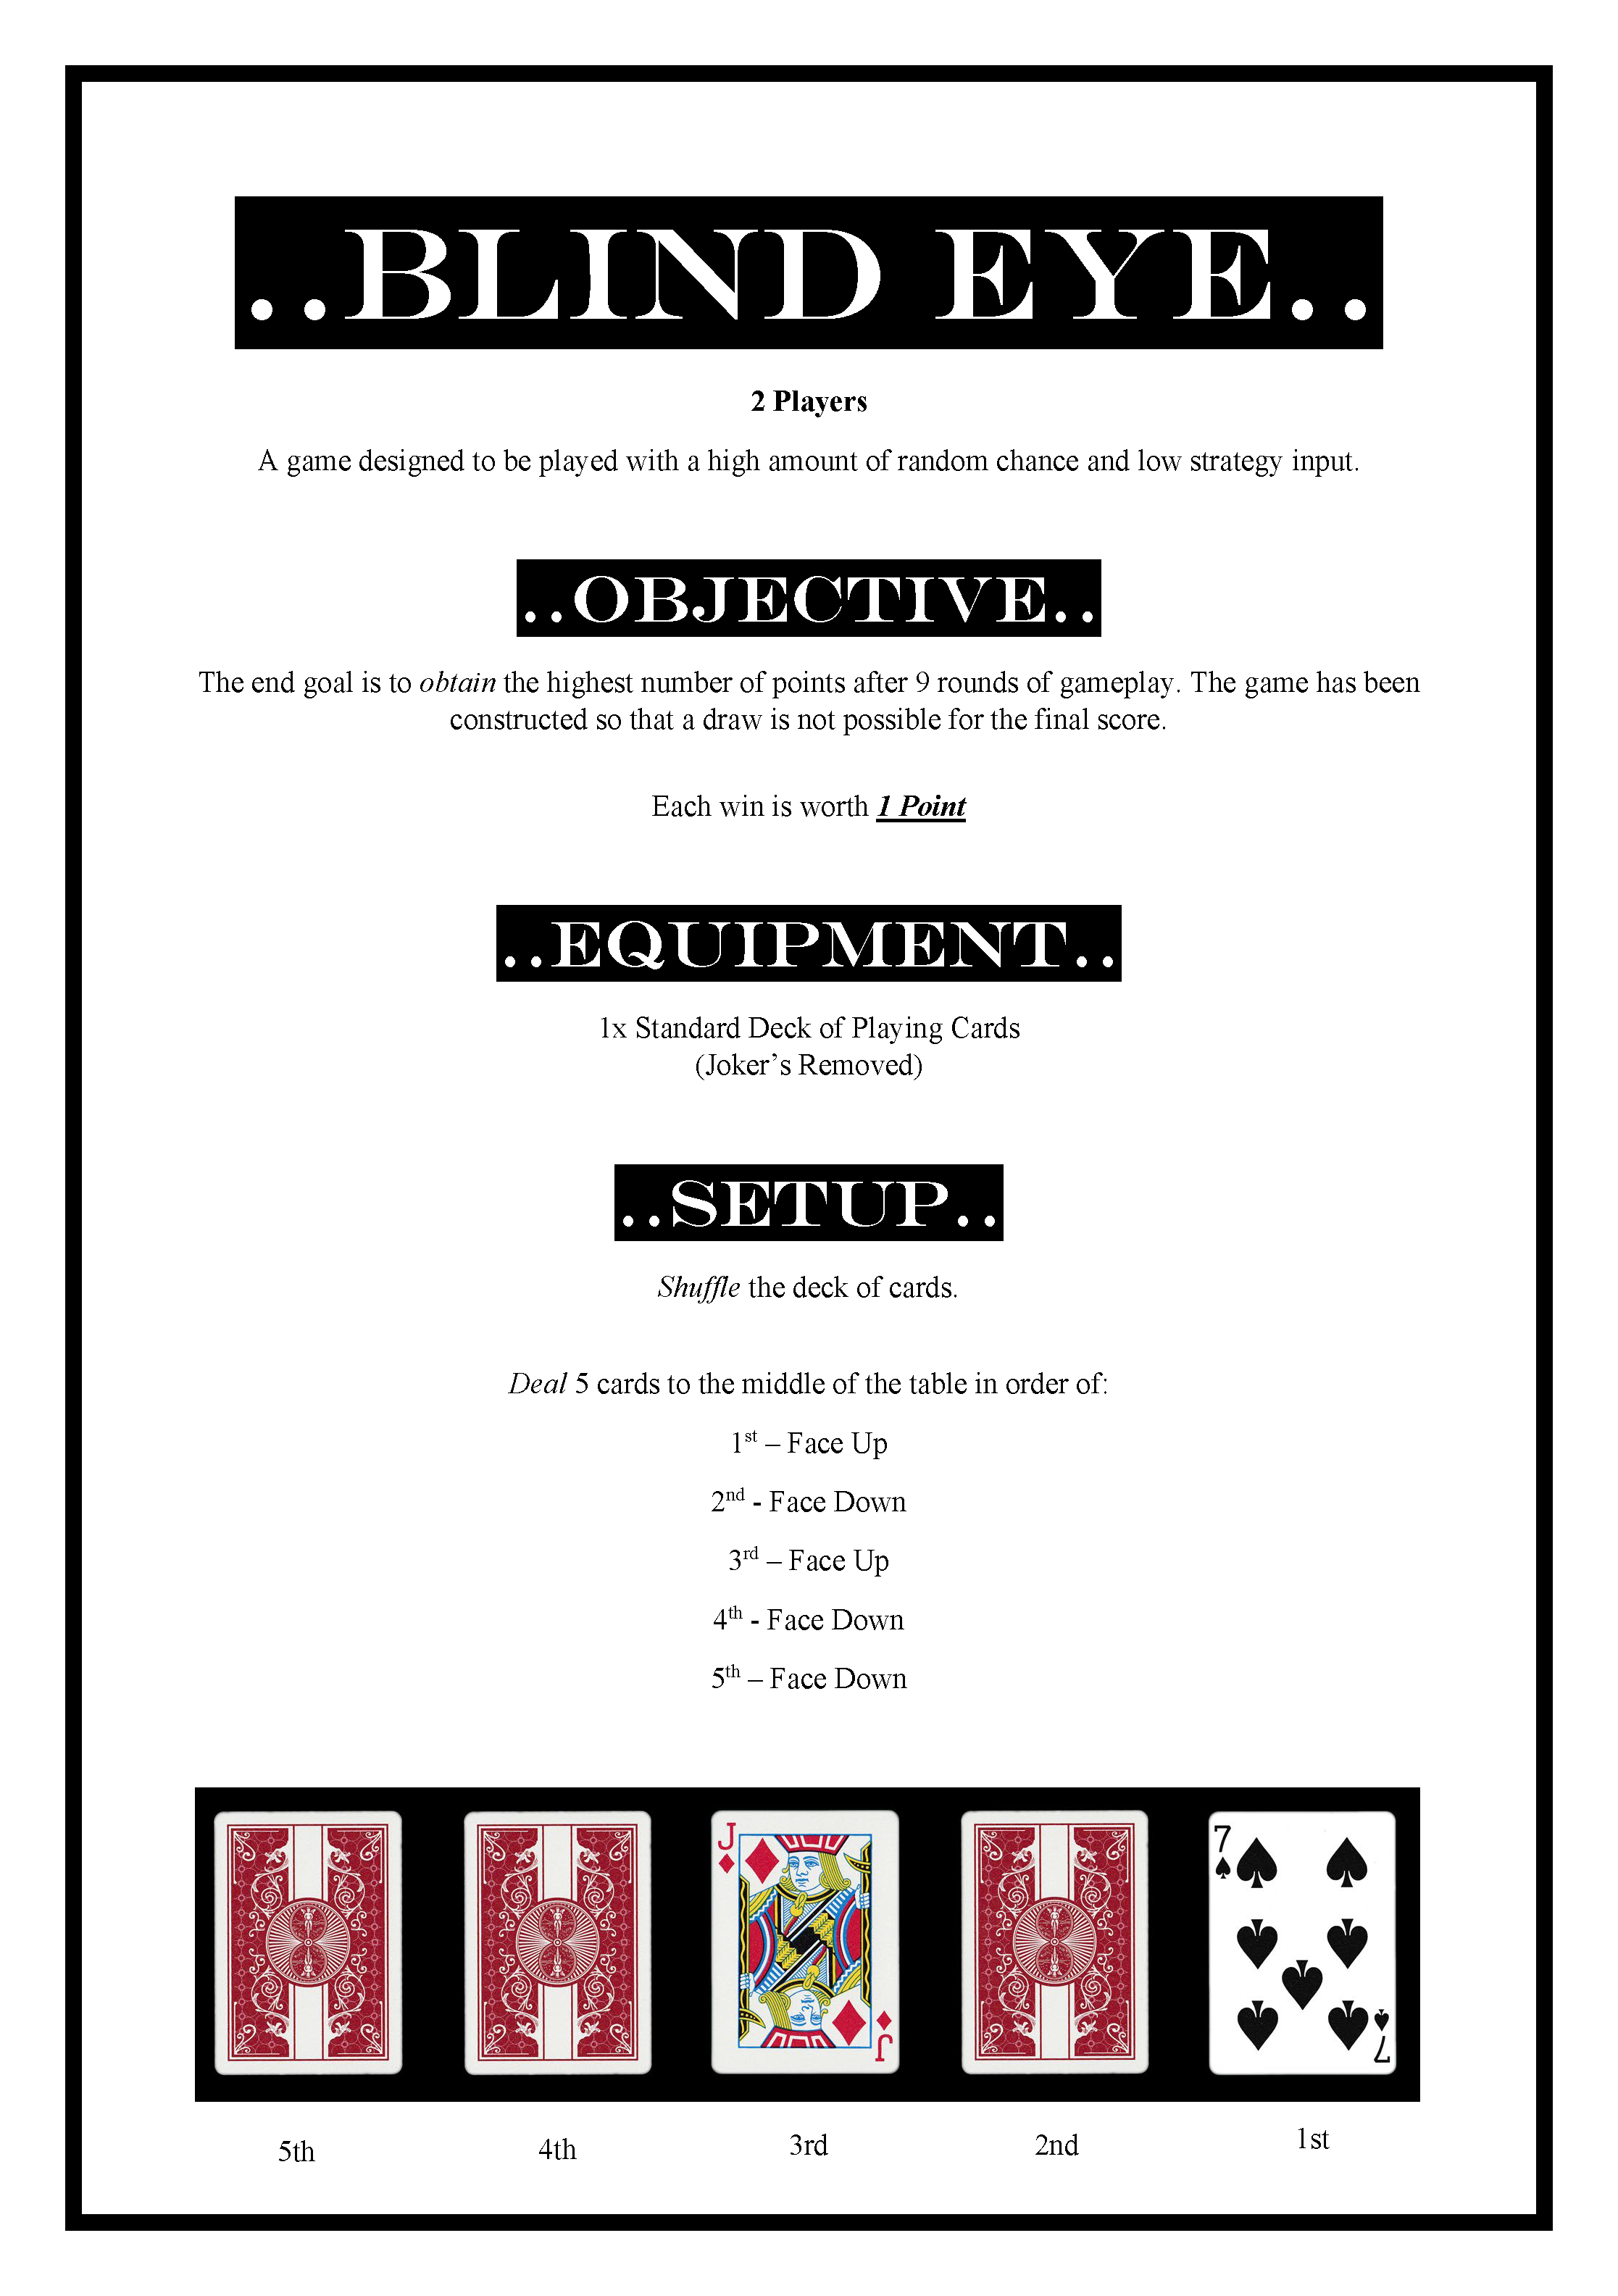 ..BLIND EYE..
2 Players
A game designed to be played with a high amount of random chance and low strategy input.
..OBJECTIVE..
The end goal is to obtain the highest number of points after 9 rounds of gameplay. The game has been
constructed so that a draw is not possible for the final score.
Each win is worth 1 Point
..EQUIPMENT..
1x Standard Deck of Playing Cards
(Joker’s Removed)
..SETUP..
Shuffle the deck of cards.
Deal 5 cards to the middle of the table in order of:
1st – Face Up
2nd - Face Down
3rd – Face Up
4th - Face Down
5th – Face Down
J 7
J 7
5th 4th 3rd 2nd 1st